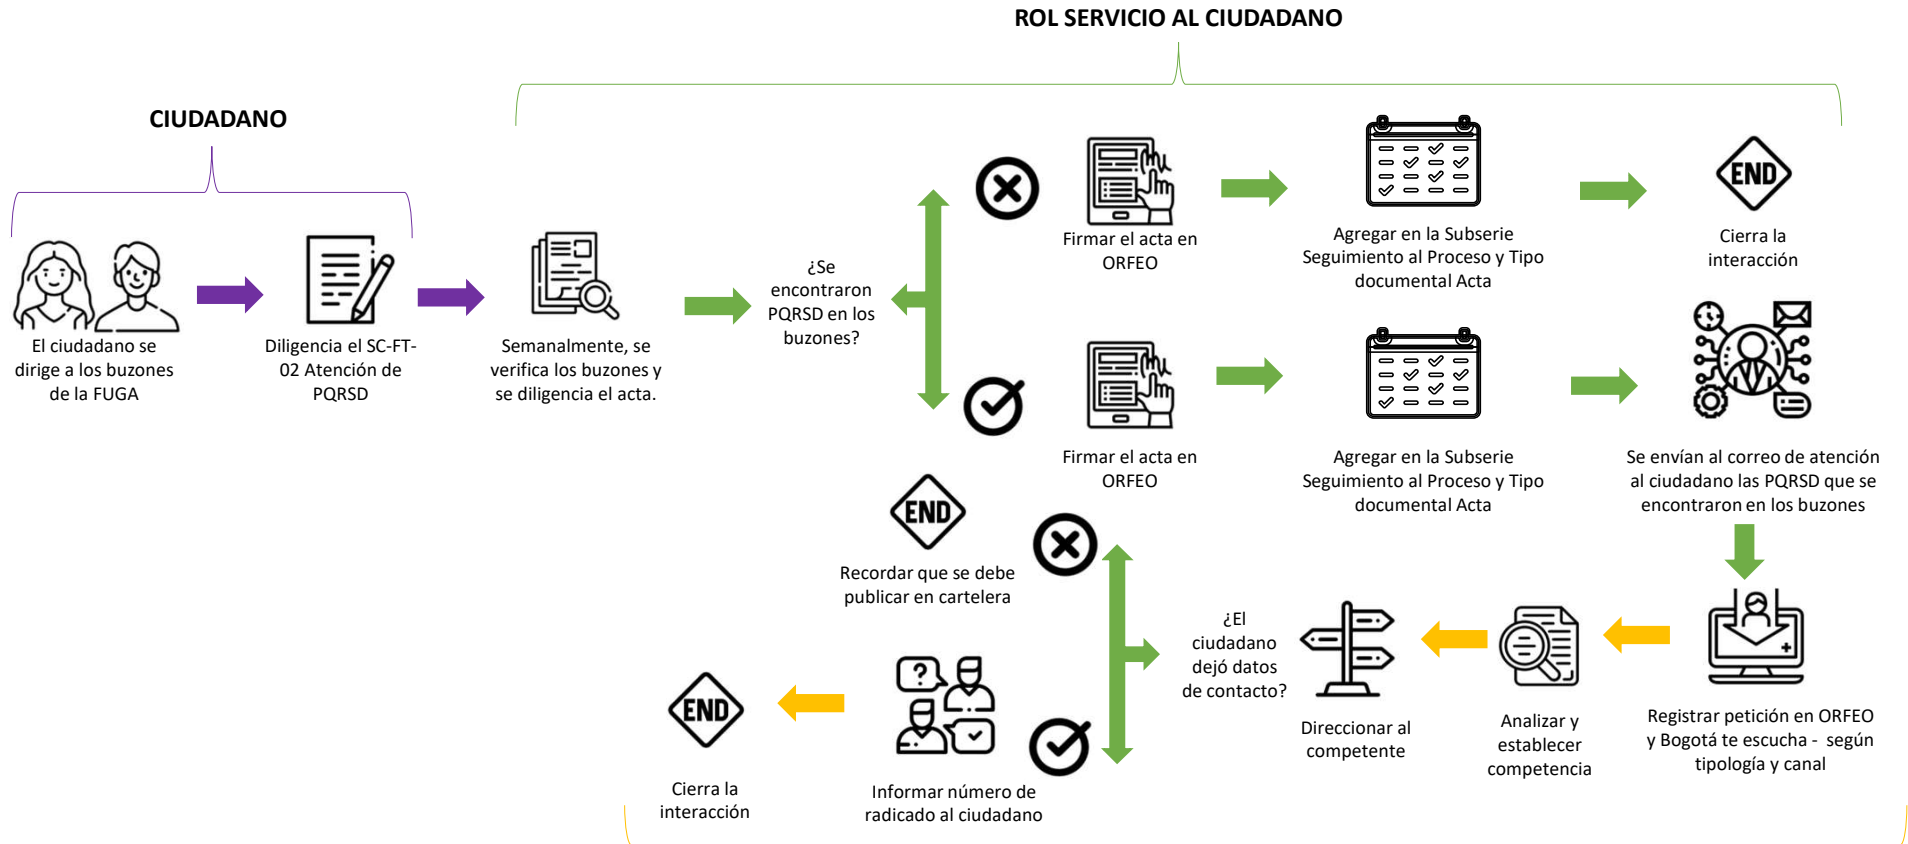 ROL SERVICIO AL CIUDADANO
CIUDADANO
El ciudadano se
dirige a los buzones
de la FUGA
Diligencia el SC-FT-
02 Atención de
PQRSD
Semanalmente, se
verifica los buzones y
se diligencia el acta.
¿Se
encontraron
PQRSD en los
buzones?
Firmar el acta en
ORFEO
Agregar en la Subserie
Seguimiento al Proceso y Tipo
documental Acta
END
Cierra la
interacción
Firmar el acta en
ORFEO
Agregar en la Subserie
Seguimiento al Proceso y Tipo
documental Acta
Se envían al correo de atención
al ciudadano las PQRSD que se
encontraron en los buzones
Registrar petición en ORFEO
y Bogotá te escucha - según
tipología y canal
Analizar y
establecer
competencia
Direccionar al
competente
¿El
ciudadano
dejó datos
de contacto?
END
Recordar que se debe
publicar en cartelera
?
Informar número de
radicado al ciudadano
END
Cierra la
interacción